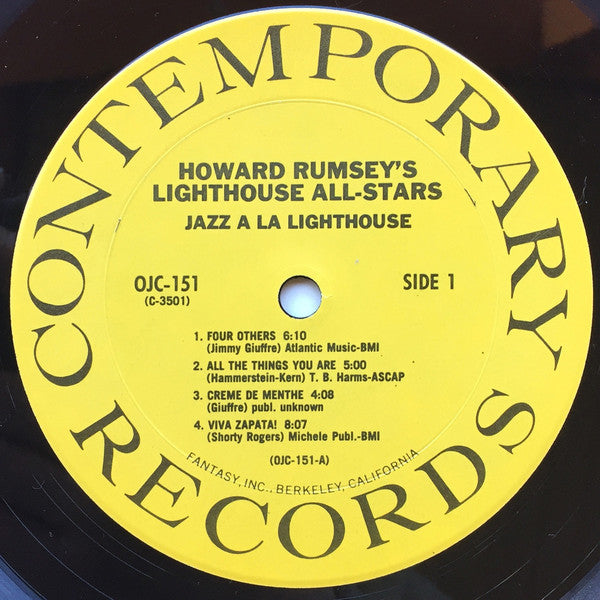 CONTEMPORARY RECORDS
HOWARD RUMSEY'S
LIGHTHOUSE ALL-STARS
JAZZ A LA LIGHTHOUSE
OJC-151
(C-3501)
SIDE 1
1. FOUR OTHERS 6:10
(Jimmy Giuffre) Atlantic Music-BMI
2. ALL THE THINGS YOU ARE 5:00
(Hammerstein-Kern) T. B. Harms-ASCAP
3. CREME DE MENTHE 4:08
(Giuffre) publ. unknown
4. VIVA ZAPATA! 8:07
(Shorty Rogers) Michele Publ.-BMI
(OJC-151-A)
FANTASY, INC., BERKELEY, CALIFORNIA